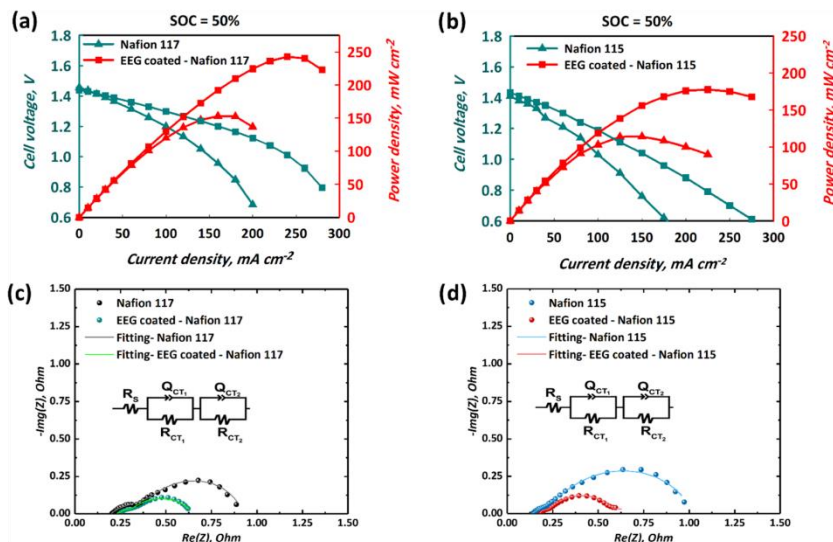 (a)
SOC = 50%
Nafion 117
EEG coated - Nafion 117
Cell voltage, V
1.8
1.6
1.4
1.2
1.0
0.8
0.6
0 50 100 150 200 250 300
Current density, mA cm-2
250
200
150
100
50
0
Power density, mW cm-2
(b)
SOC = 50%
Nafion 115
EEG coated - Nafion 115
Cell voltage, V
1.8
1.6
1.4
1.2
1.0
0.8
0.6
0 50 100 150 200 250 300
Current density, mA cm-2
250
200
150
100
50
0
Power density, mW cm-2
(c)
Nafion 117
EEG coated - Nafion 117
Fitting- Nafion 117
Fitting- EEG coated - Nafion 117
-Img(Z), Ohm
1.50
1.25
1.00
0.75
0.50
0.25
0.00
RS QCT1 QCT2
RCT1 RCT2
0.00 0.25 0.50 0.75 1.00 1.25 1.50
Re(Z), Ohm
(d)
Nafion 115
EEG coated - Nafion 115
Fitting- Nafion 115
Fitting- EEG coated - Nafion 115
-Img(Z), Ohm
1.50
1.25
1.00
0.75
0.50
0.25
0.00
RS QCT1 QCT2
RCT1 RCT2
0.00 0.25 0.50 0.75 1.00 1.25 1.50
Re(Z), Ohm